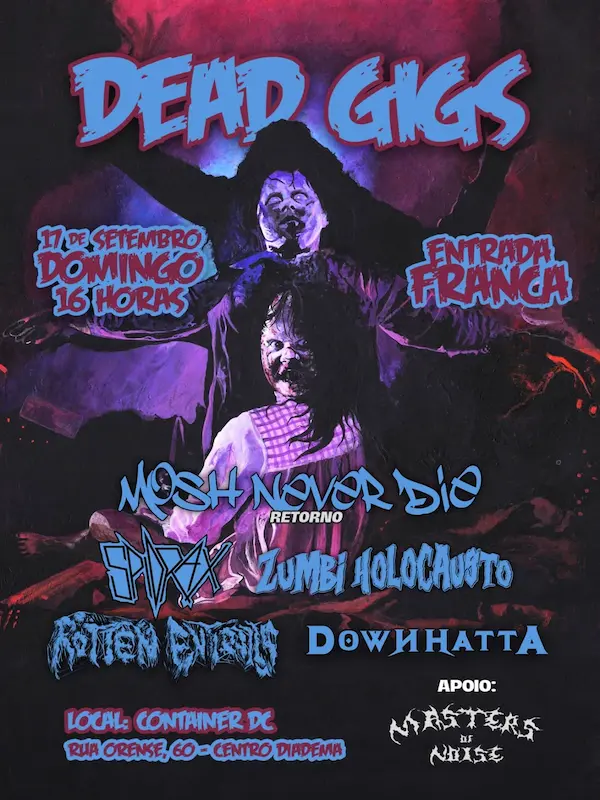 DEAD GIGS
17 DE SETEMBRO
DOMINGO
16 HORAS
ENTRADA
FRANCA
MOSH NEVER DIE
RETORNO
ZUMBI HOLOCAUSTO
ROTTEN ENTRAILS
DOWNHATTA
APOIO:
MASTERS
OF
NOISE
LOCAL: CONTAINER DC
RUA ORENSE, 60 - CENTRO DIADEMA